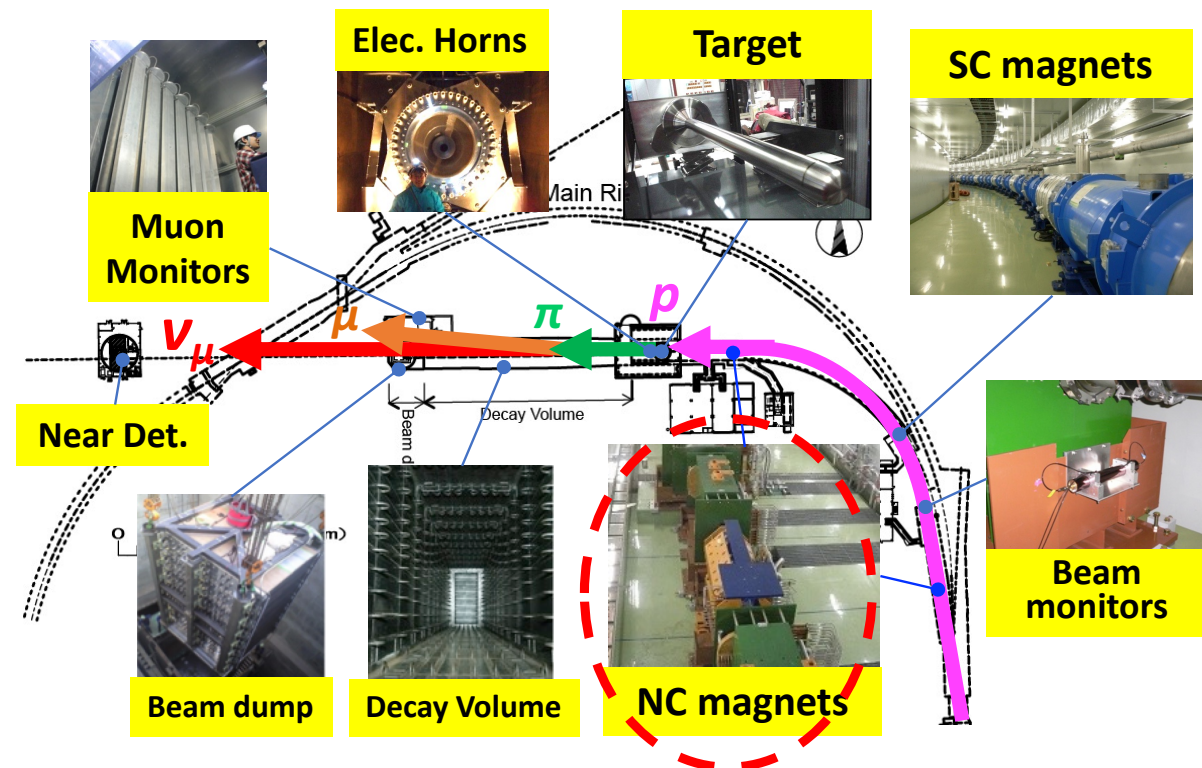 Elec. Horns
Target
SC magnets
Main Ri
Muon
Monitors
p
π
μ
νμ
Near Det.
Decay Volume
Beam d
O
m)
Beam
monitors
Beam dump
Decay Volume
NC magnets